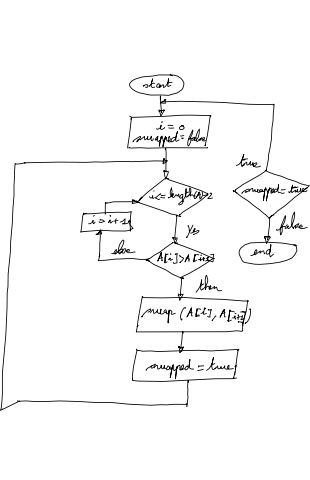 start
i = 0
swapped = false
i<=length(A)-2
true
swapped = true
i = i+1
yes
false
else
A[i]>A[i+1]
end
then
swap (A[i], A[i+1])
swapped = true